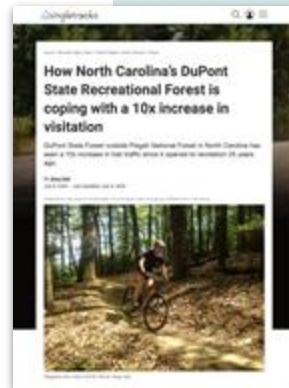 Singletracks
How North Carolina's DuPont
State Recreational Forest is
coping with a 10x increase in
visitation
DuPont State Forest outside Pisgah National Forest in North Carolina has
seen a 10x increase in trail traffic since it opened to recreation 25 years
ago.